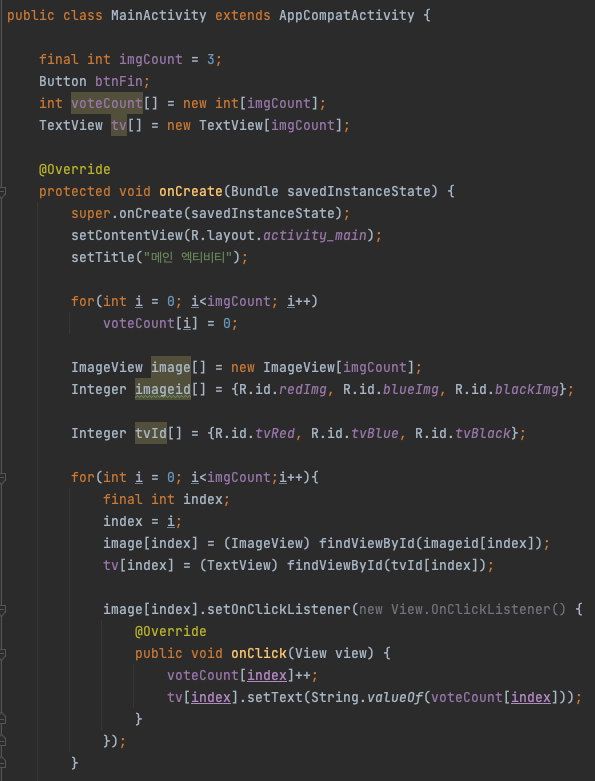 public class MainActivity extends AppCompatActivity {
final int imgCount = 3;
Button btnFin;
int voteCount[] = new int[imgCount];
TextView tv[] = new TextView[imgCount];
@Override
protected void onCreate(Bundle savedInstanceState) {
super.onCreate(savedInstanceState);
setContentView(R.layout.activity_main);
setTitle("메인 엑티비티");
for(int i = 0; i<imgCount; i++)
voteCount[i] = 0;
ImageView image[] = new ImageView[imgCount];
Integer imageid[] = {R.id.redImg, R.id.blueImg, R.id.blackImg};
Integer tvId[] = {R.id.tvRed, R.id.tvBlue, R.id.tvBlack};
for(int i = 0; i<imgCount;i++){
final int index;
index = i;
image[index] = (ImageView) findViewById(imageid[index]);
tv[index] = (TextView) findViewById(tvId[index]);
image[index].setOnClickListener(new View.OnClickListener() {
@Override
public void onClick(View view) {
voteCount[index]++;
tv[index].setText(String.valueOf(voteCount[index]));
}
});
}